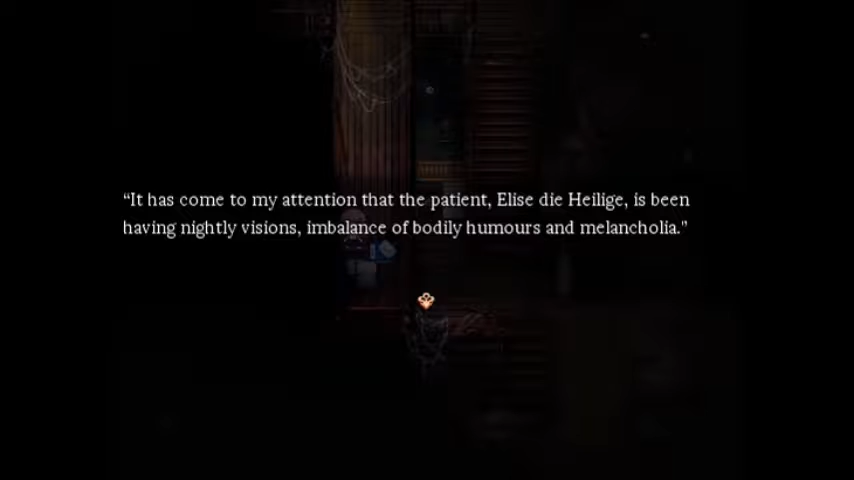 “It has come to my attention that the patient, Elise die Heilige, is been
having nightly visions, imbalance of bodily humours and melancholia.”